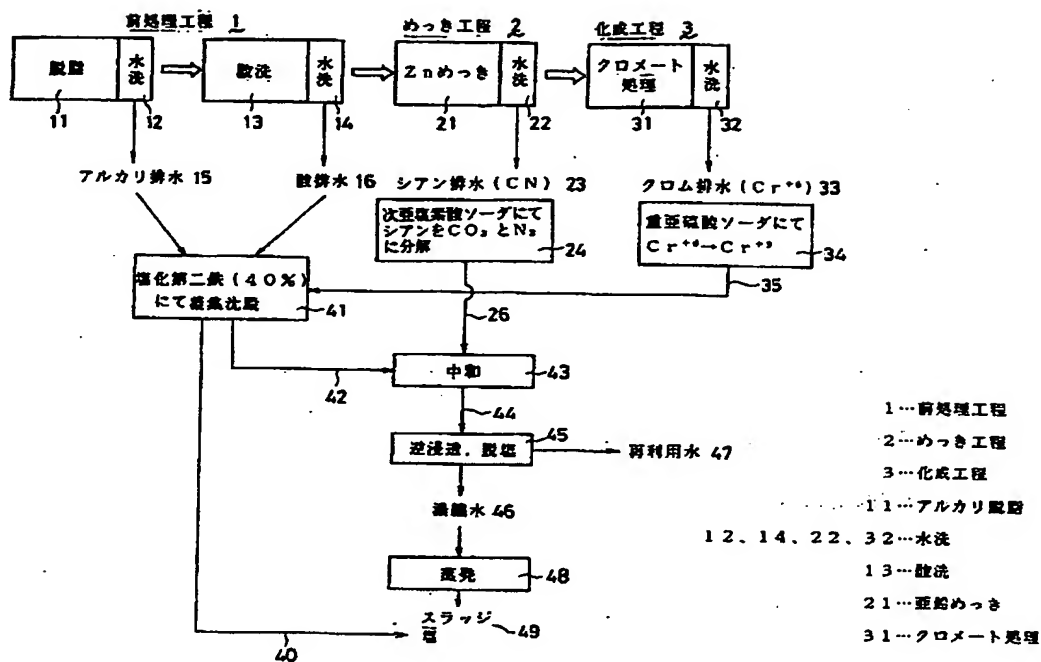 前処理工程 1
めっき工程 2
化成工程 3
脱脂
水洗
酸洗
水洗
Znめっき
水洗
クロメート
処理
水洗
11
12
13
14
21
22
31
32
アルカリ排水 15
酸排水 16
シアン排水(CN) 23
クロム排水(Cr⁺⁶) 33
次亜塩素酸ソーダにて
シアンをCO₂とN₂
に分解
24
重亜硫酸ソーダにて
Cr⁺⁶→Cr⁺³
34
35
塩化第二鉄(40%)
にて凝集沈殿
41
26
42
中和
43
44
逆浸透,脱塩
45
再利用水 47
濃縮水 46
蒸発
48
スラッジ
塩
49
40
1…前処理工程
2…めっき工程
3…化成工程
11…アルカリ脱脂
12、14、22、32…水洗
13…酸洗
21…亜鉛めっき
31…クロメート処理